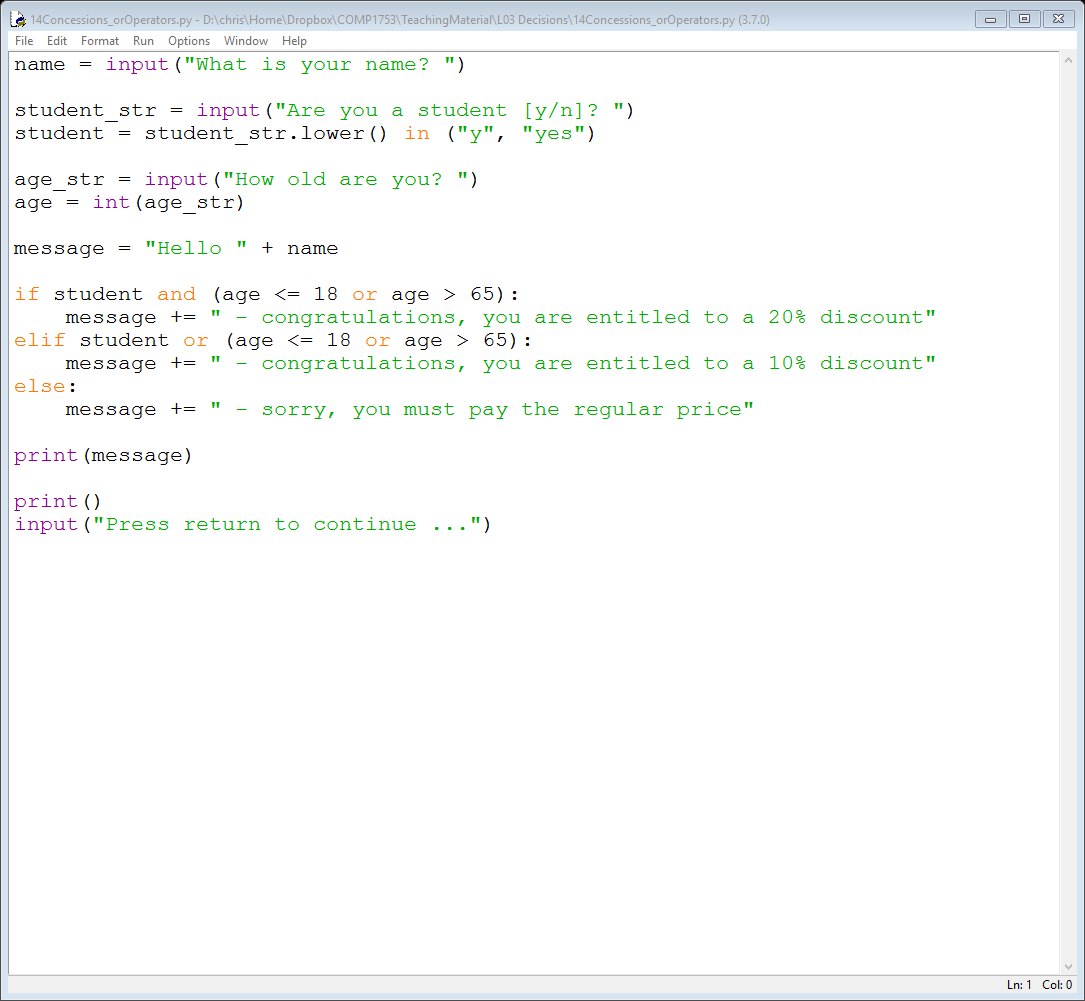 14Concessions_orOperators.py - D:\chris\Home\Dropbox\COMP1753\TeachingMaterial\L03 Decisions\14Concessions_orOperators.py (3.7.0)
File Edit Format Run Options Window Help
name = input("What is your name? ")

student_str = input("Are you a student [y/n]? ")
student = student_str.lower() in ("y", "yes")

age_str = input("How old are you? ")
age = int(age_str)

message = "Hello " + name

if student and (age <= 18 or age > 65):
    message += " - congratulations, you are entitled to a 20% discount"
elif student or (age <= 18 or age > 65):
    message += " - congratulations, you are entitled to a 10% discount"
else:
    message += " - sorry, you must pay the regular price"

print(message)

print()
input("Press return to continue ...")
Ln: 1 Col: 0